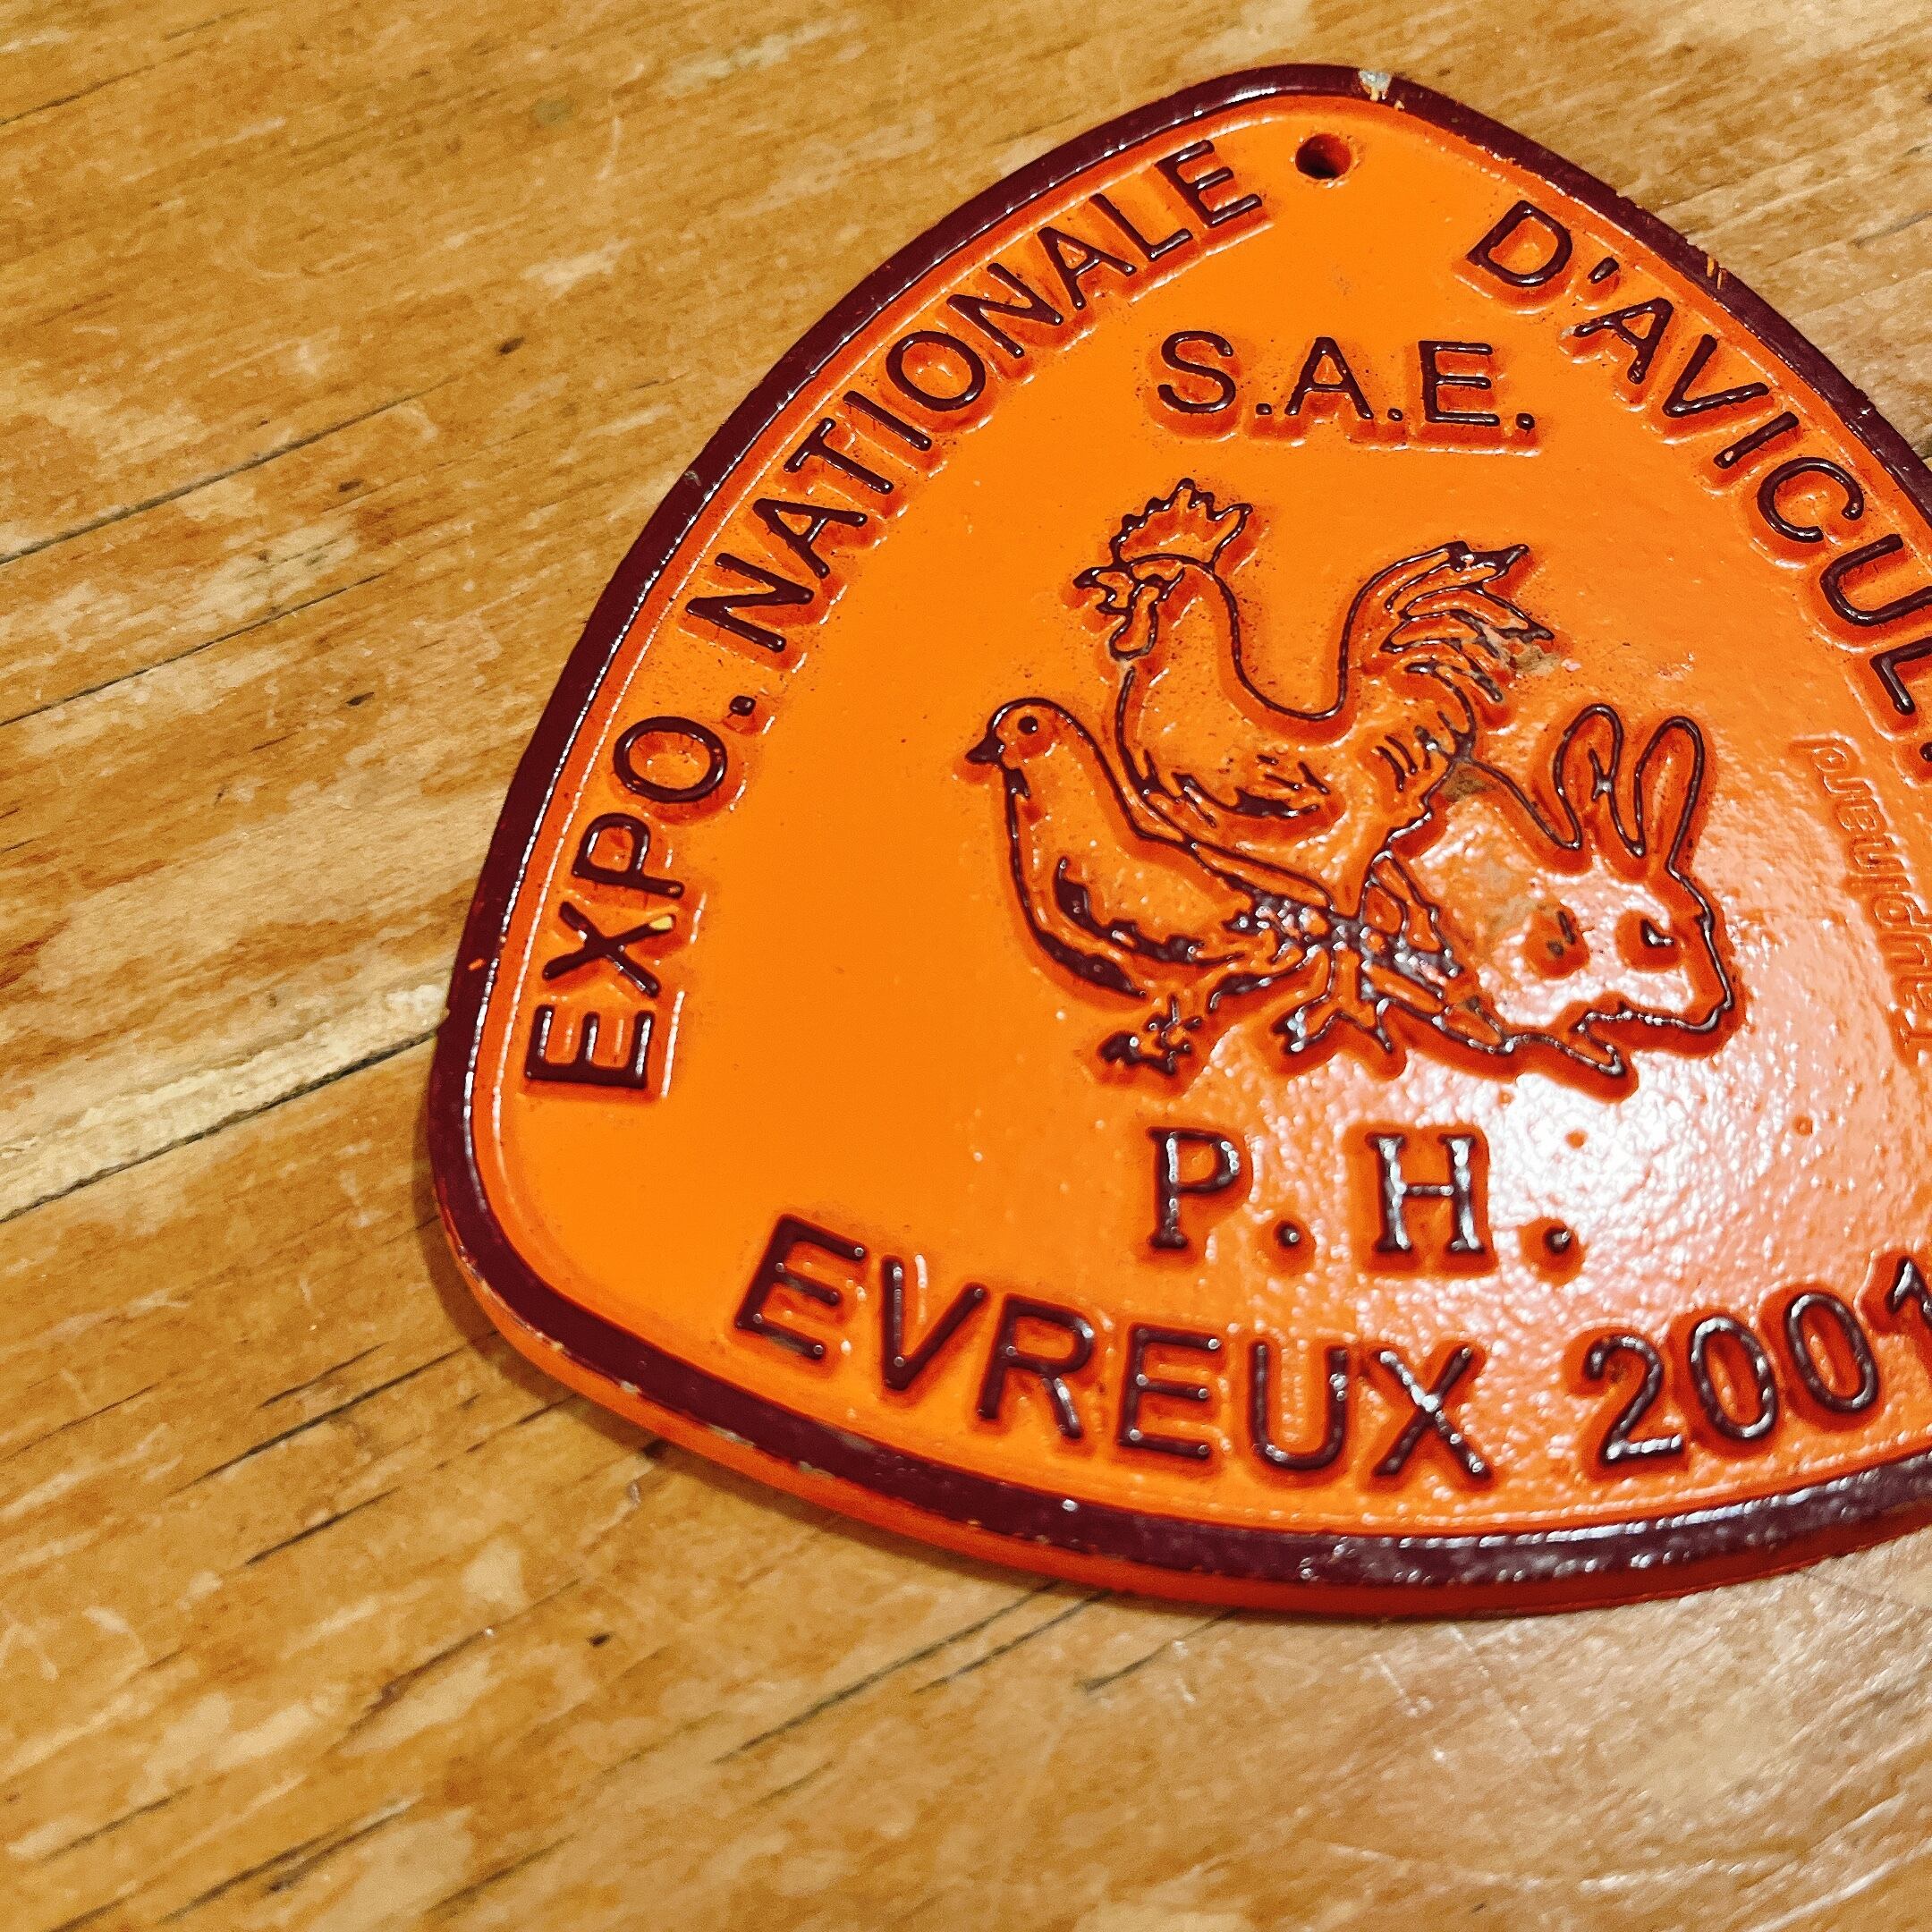 EXPO. NATIONALE D'AVICUL
S.A.E.
P.H.
EVREUX 2001